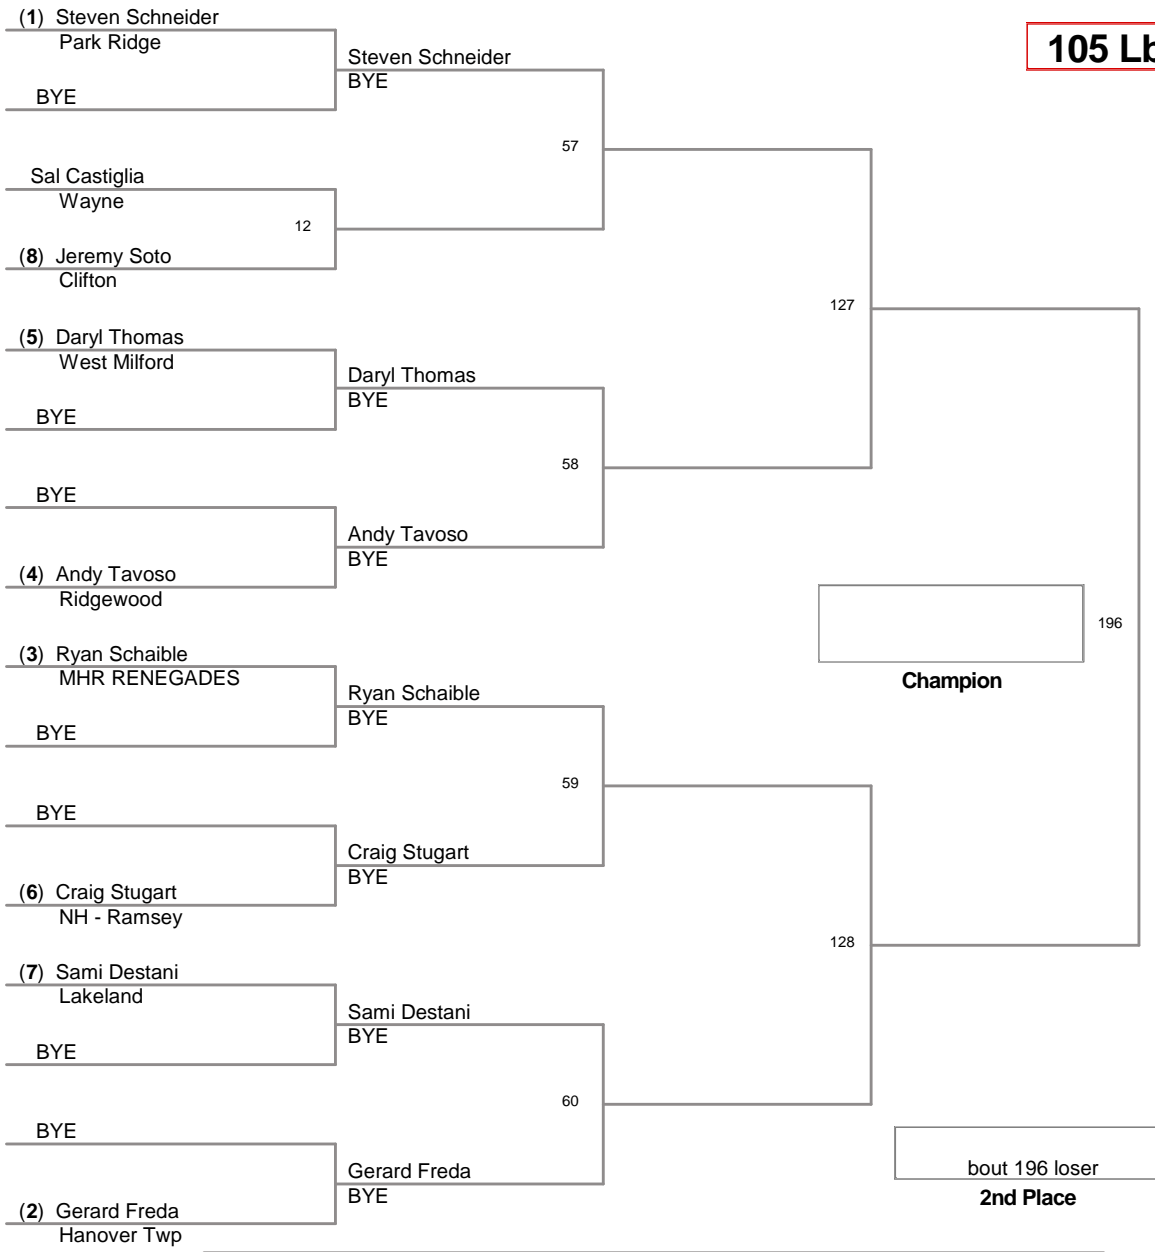 (1) Steven Schneider
Park Ridge
105 Lb
Steven Schneider
BYE
BYE
57
Sal Castiglia
Wayne
12
(8) Jeremy Soto
Clifton
127
(5) Daryl Thomas
West Milford
Daryl Thomas
BYE
BYE
58
BYE
Andy Tavoso
BYE
(4) Andy Tavoso
Ridgewood
196
Champion
(3) Ryan Schaible
MHR RENEGADES
Ryan Schaible
BYE
BYE
59
BYE
Craig Stugart
BYE
(6) Craig Stugart
NH - Ramsey
128
(7) Sami Destani
Lakeland
Sami Destani
BYE
BYE
60
BYE
Gerard Freda
BYE
bout 196 loser
2nd Place
(2) Gerard Freda
Hanover Twp